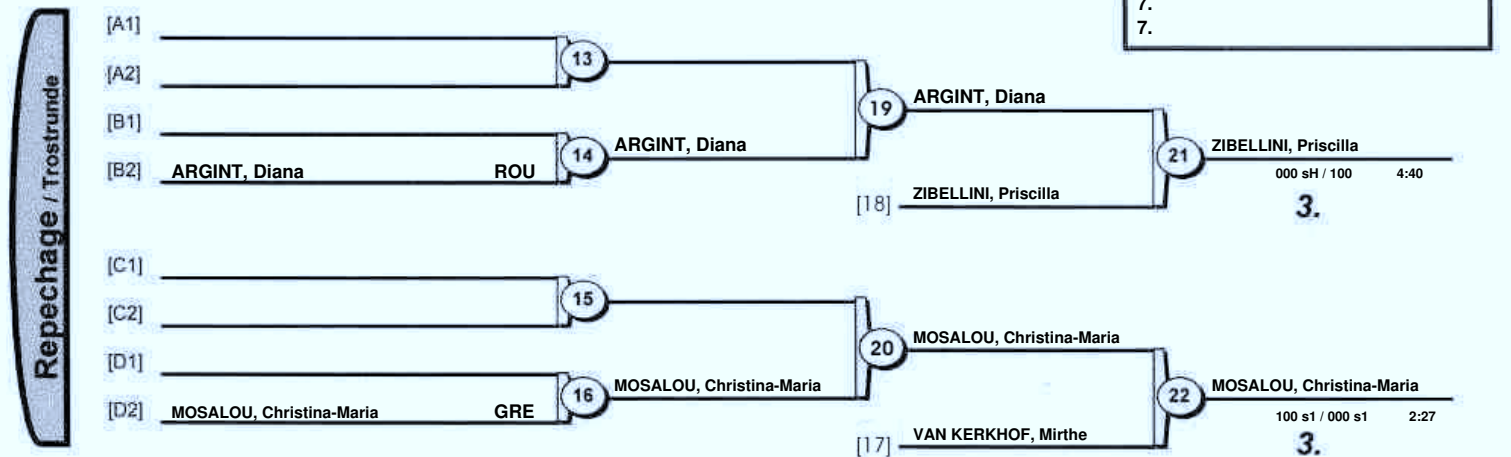 7.
7.
Repechage / Trostrunde
[A1]
13
[A2]
19 ARGINT, Diana
[B1]
14 ARGINT, Diana
21 ZIBELLINI, Priscilla
[B2] ARGINT, Diana ROU
000 sH / 100 4:40
[18] ZIBELLINI, Priscilla
3.
[C1]
15
[C2]
20 MOSALOU, Christina-Maria
[D1]
16 MOSALOU, Christina-Maria
22 MOSALOU, Christina-Maria
[D2] MOSALOU, Christina-Maria GRE
100 s1 / 000 s1 2:27
[17] VAN KERKHOF, Mirthe
3.